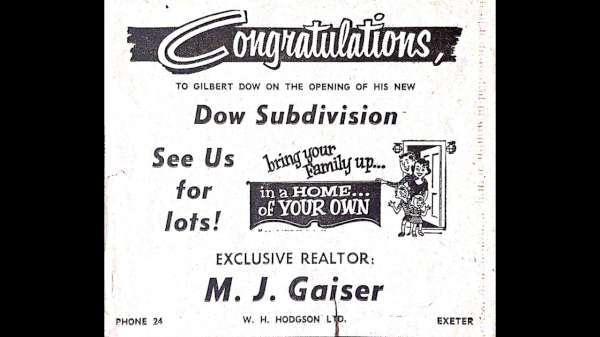 Congratulations,
TO GILBERT DOW ON THE OPENING OF HIS NEW
Dow Subdivision
See Us
for
lots!
bring your
Family up...
in a HOME...
of YOUR OWN
EXCLUSIVE REALTOR:
M. J. Gaiser
PHONE 24
W. H. HODGSON LTD.
EXETER